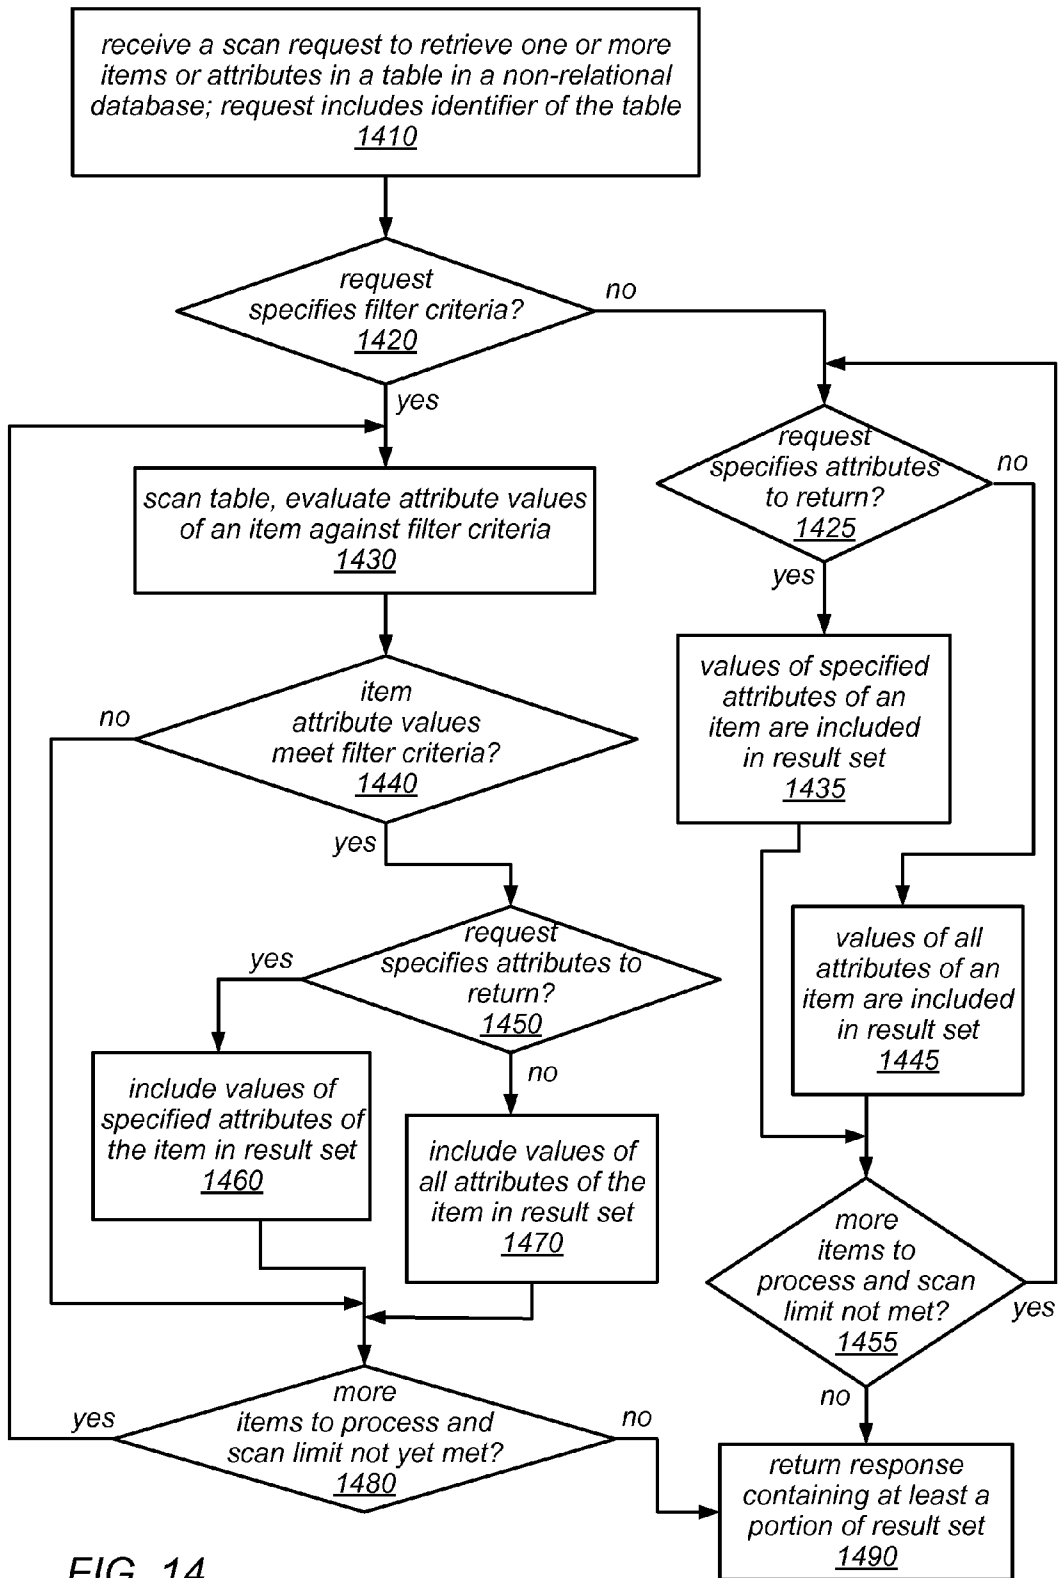 receive a scan request to retrieve one or more
items or attributes in a table in a non-relational
database; request includes identifier of the table
1410
request
specifies filter criteria?
1420
no
yes
request
specifies attributes
to return?
1425
no
yes
scan table, evaluate attribute values
of an item against filter criteria
1430
values of specified
attributes of an
item are included
in result set
1435
item
attribute values
meet filter criteria?
1440
no
yes
request
specifies attributes to
return?
1450
yes
no
values of all
attributes of an
item are included
in result set
1445
include values of
specified attributes of
the item in result set
1460
include values of
all attributes of the
item in result set
1470
more
items to
process and scan
limit not met?
1455
yes
no
more
items to process and
scan limit not yet met?
1480
yes
no
return response
containing at least a
portion of result set
1490
FIG. 14